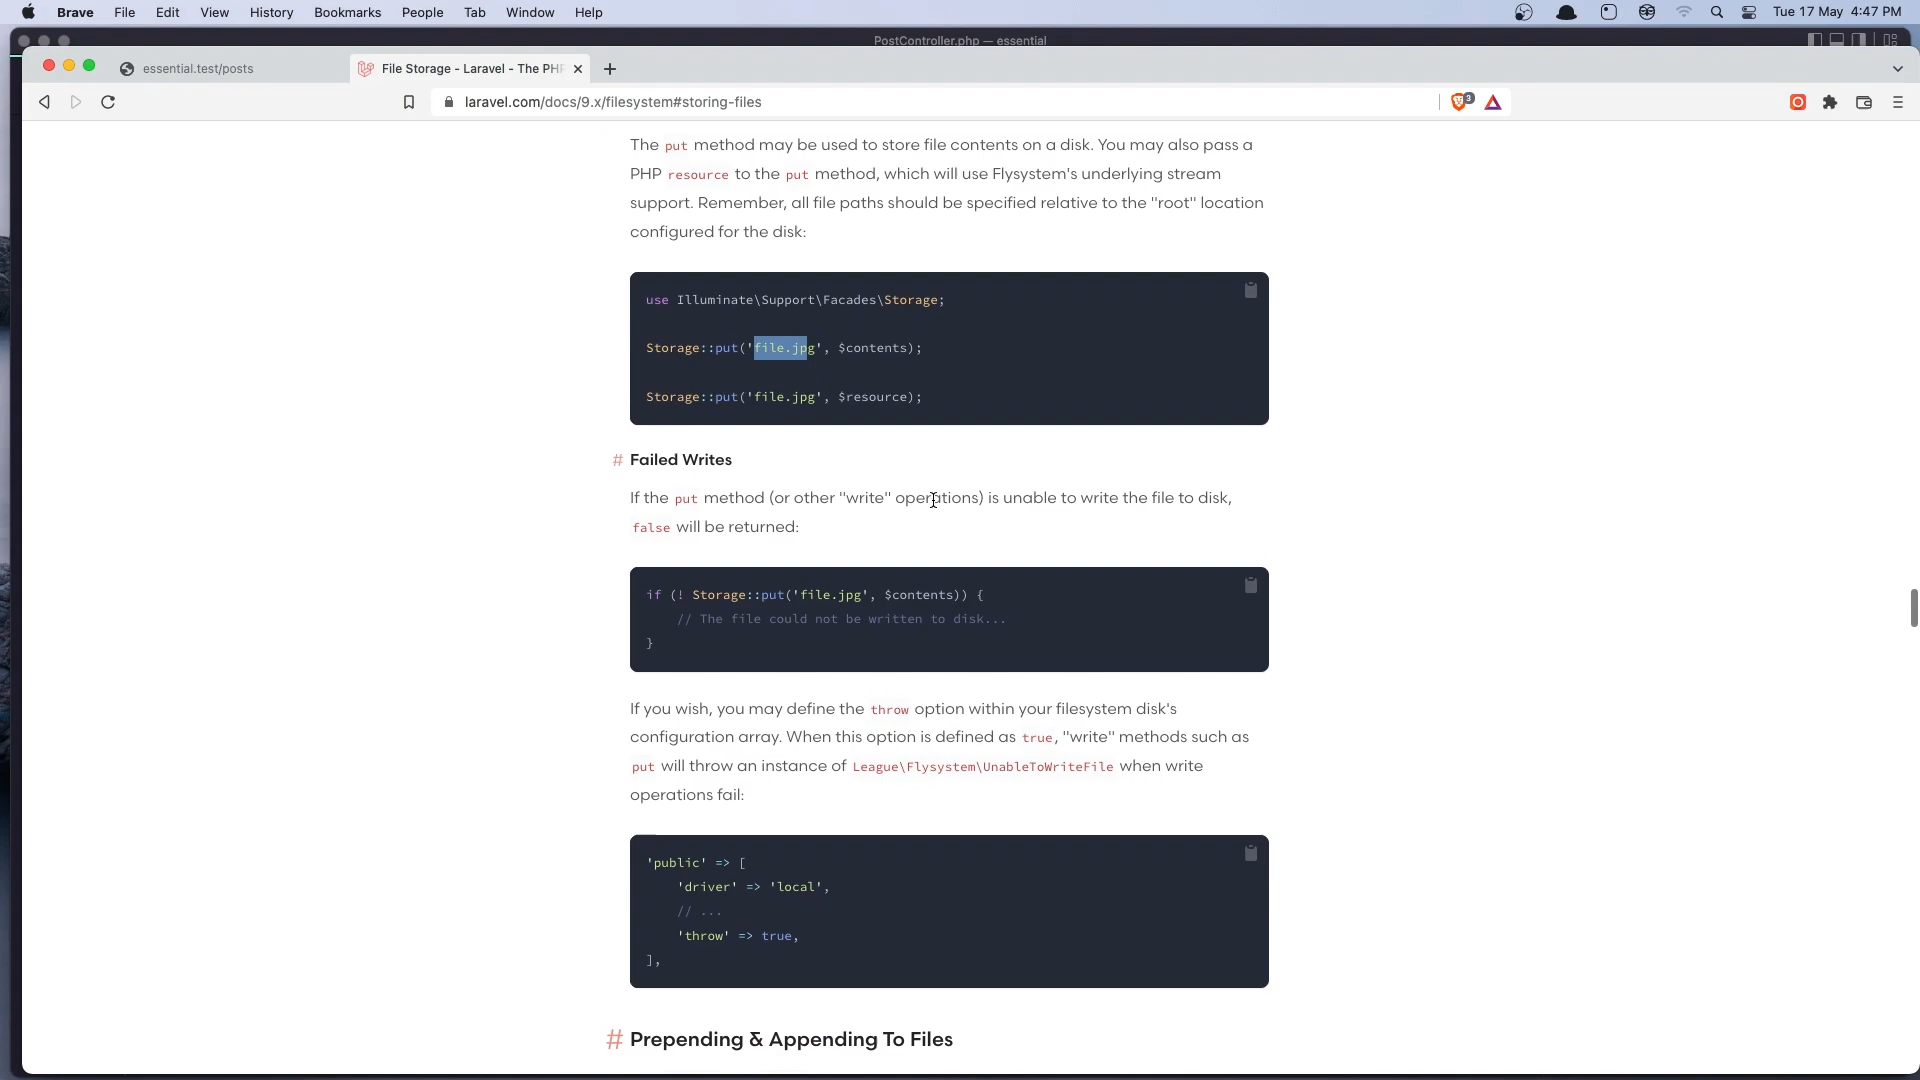 Brave File Edit View History Bookmarks People Tab Window Help Tue 17 May 4:47 PM
PostController.php — essential
essential.test/posts File Storage - Laravel - The PH
laravel.com/docs/9.x/filesystem#storing-files 3
The put method may be used to store file contents on a disk. You may also pass a
PHP resource to the put method, which will use Flysystem's underlying stream
support. Remember, all file paths should be specified relative to the "root" location
configured for the disk:
use Illuminate\Support\Facades\Storage;
Storage::put('file.jpg', $contents);
Storage::put('file.jpg', $resource);
# Failed Writes
If the put method (or other "write" operations) is unable to write the file to disk,
false will be returned:
if (! Storage::put('file.jpg', $contents)) {
// The file could not be written to disk...
}
If you wish, you may define the throw option within your filesystem disk's
configuration array. When this option is defined as true, "write" methods such as
put will throw an instance of League\Flysystem\UnableToWriteFile when write
operations fail:
'public' => [
'driver' => 'local',
// ...
'throw' => true,
],
# Prepending & Appending To Files